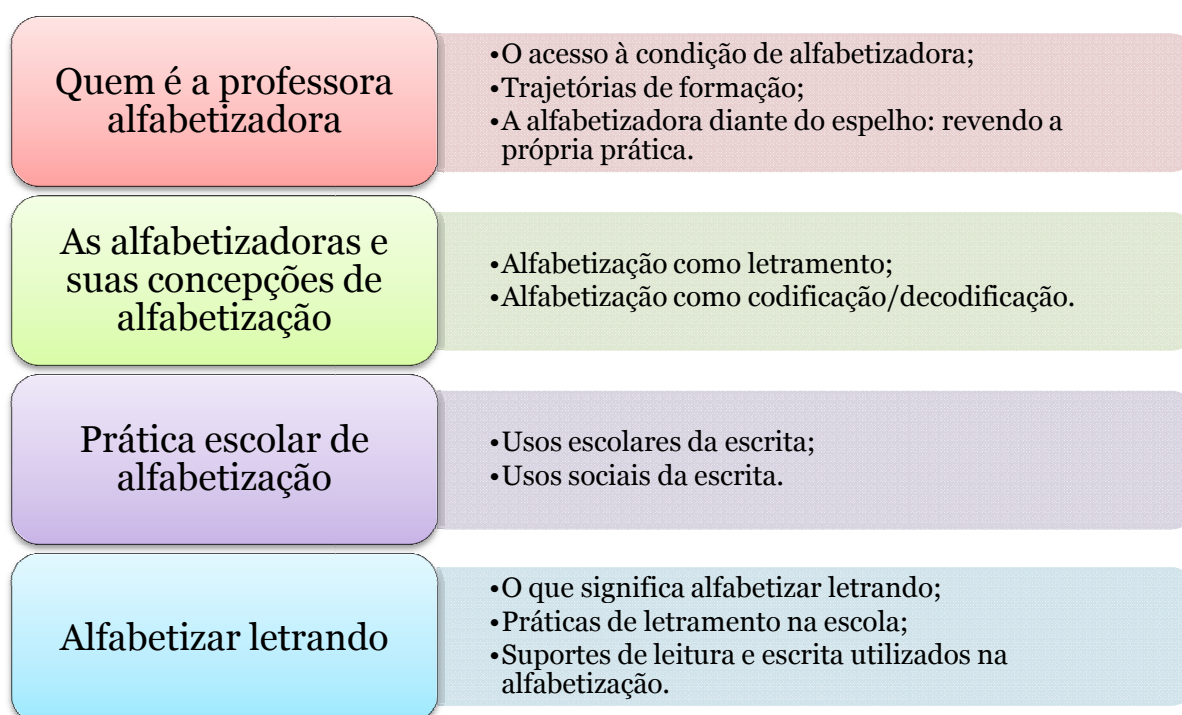 Quem é a professora
alfabetizadora
•O acesso à condição de alfabetizadora;
•Trajetórias de formação;
•A alfabetizadora diante do espelho: revendo a
própria prática.
As alfabetizadoras e
suas concepções de
alfabetização
•Alfabetização como letramento;
•Alfabetização como codificação/decodificação.
Prática escolar de
alfabetização
•Usos escolares da escrita;
•Usos sociais da escrita.
Alfabetizar letrando
•O que significa alfabetizar letrando;
•Práticas de letramento na escola;
•Suportes de leitura e escrita utilizados na
alfabetização.